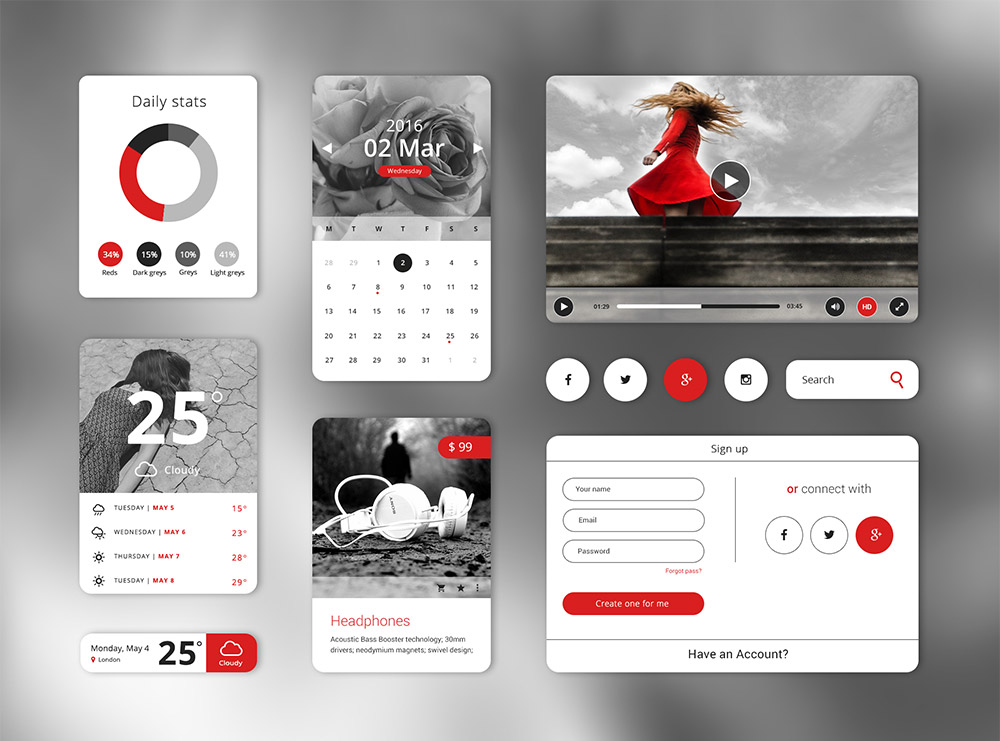 Daily stats
34% 15% 10% 41%
Reds Dark greys Greys Light greys
25°
Cloudy
TUESDAY | MAY 5 15°
WEDNESDAY | MAY 6 23°
THURSDAY | MAY 7 28°
TUESDAY | MAY 8 29°
Monday, May 4
London
25°
Cloudy
2016
02 Mar
Wednesday
M T W T F S S
28 29 1 2 3 4 5
6 7 8 9 10 11 12
13 14 15 16 17 18 19
20 21 22 23 24 25 26
27 28 29 30 31 1 2
$ 99
SONY
Headphones
Acoustic Bass Booster technology; 30mm
drivers; neodymium magnets; swivel design;
01:29 03:45 HD
f g+
Search
Sign up
Your name
Email
Password
Forgot pass?
Create one for me
or connect with
f g+
Have an Account?